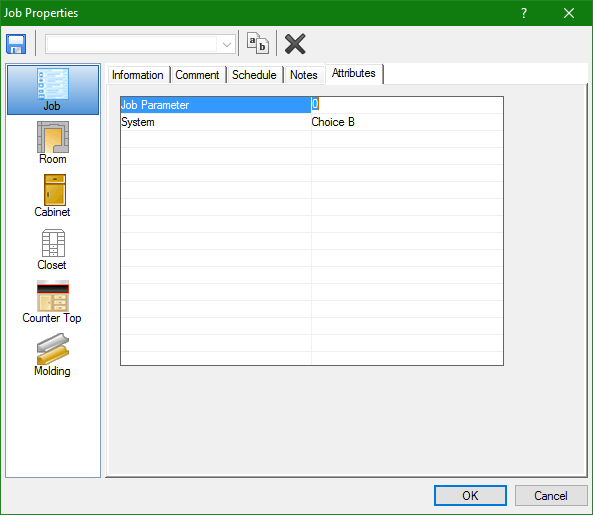 Job Properties
?
a b
Information Comment Schedule Notes Attributes
Job
Room
Cabinet
Closet
Counter Top
Molding
Job Parameter 0
System Choice B
OK Cancel